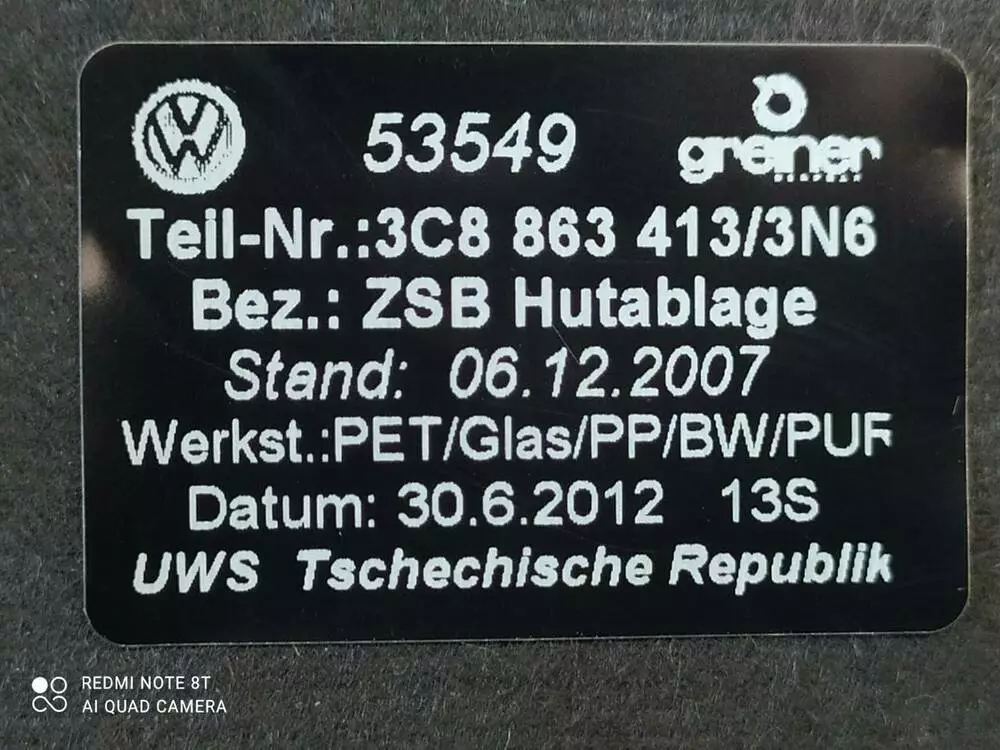 53549 greiner
Teil-Nr.:3C8 863 413/3N6
Bez.: ZSB Hutablage
Stand: 06.12.2007
Werkst.:PET/Glas/PP/BW/PUR
Datum: 30.6.2012 13S
UWS Tschechische Republik
REDMI NOTE 8T
AI QUAD CAMERA